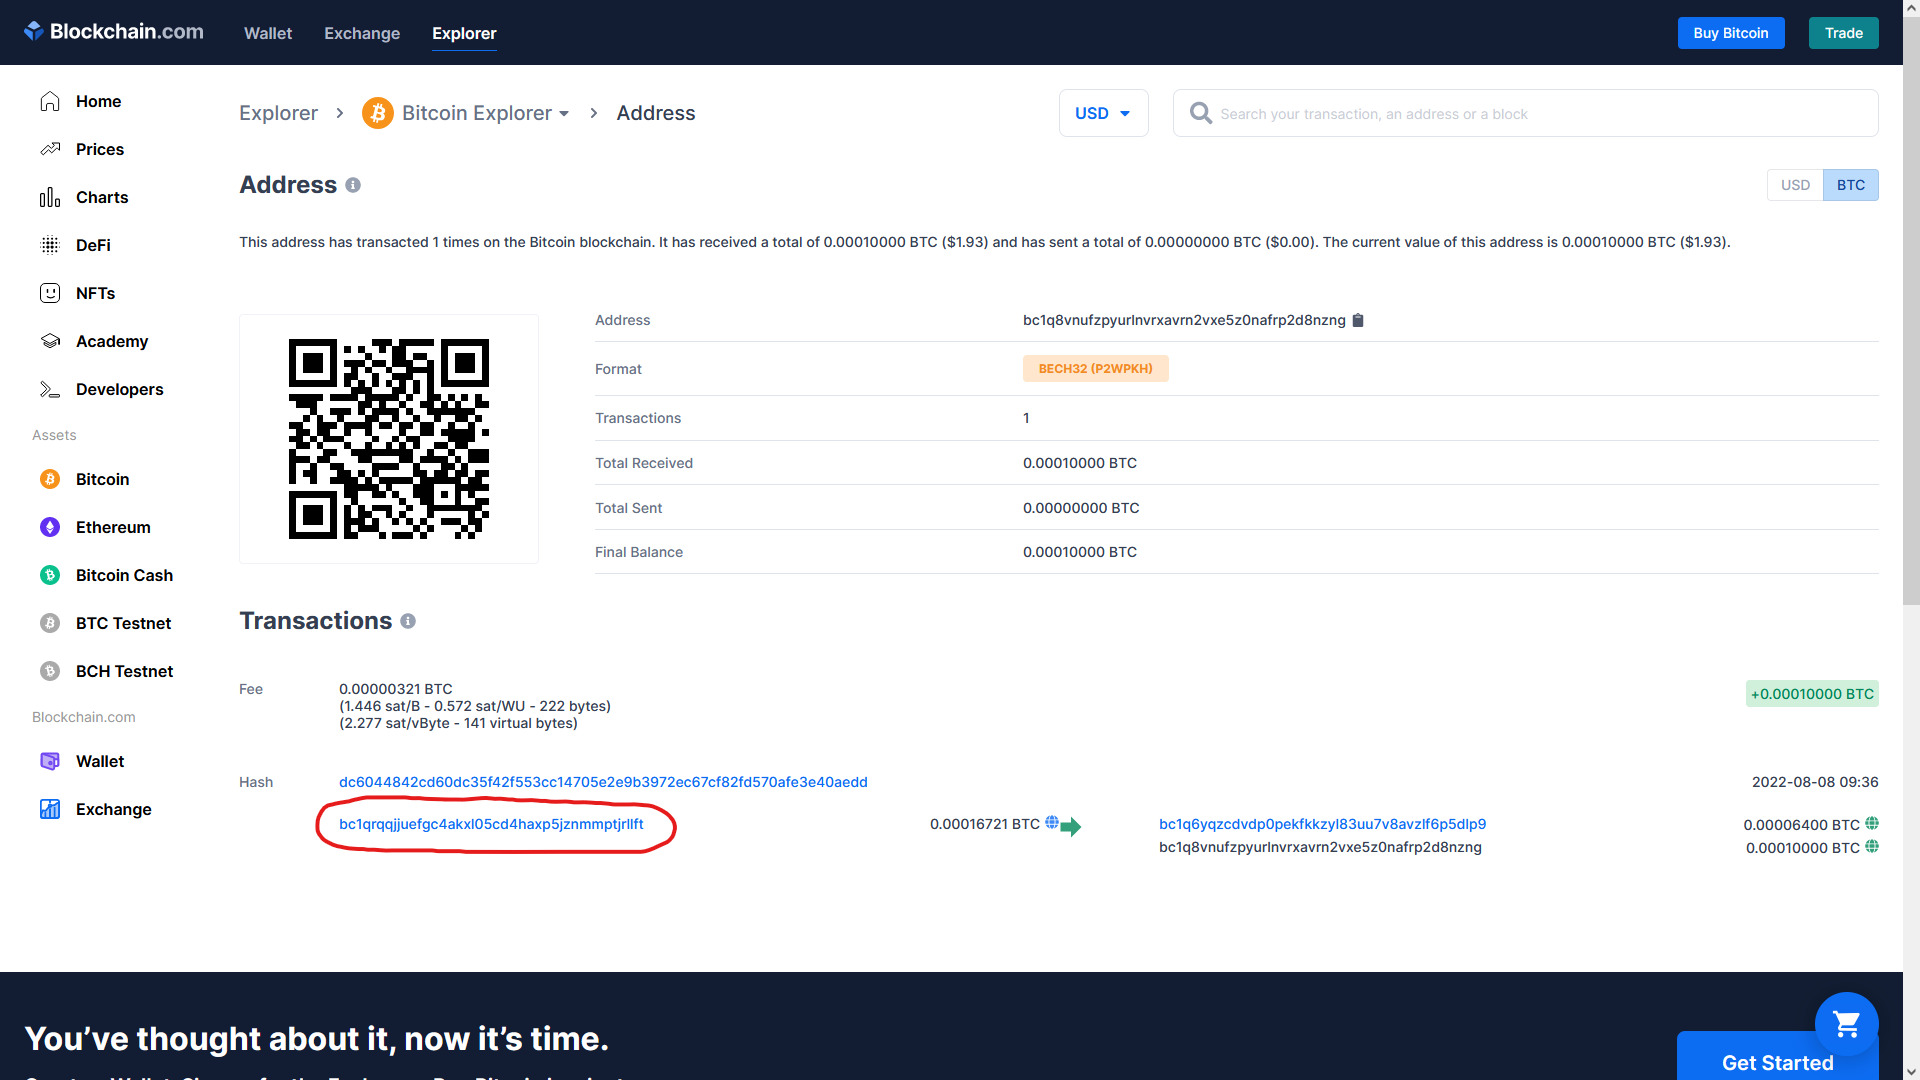 Blockchain.com
Wallet
Exchange
Explorer
Buy Bitcoin
Trade
Home
Prices
Charts
DeFi
NFTs
Academy
Developers
Assets
Bitcoin
Ethereum
Bitcoin Cash
BTC Testnet
BCH Testnet
Blockchain.com
Wallet
Exchange
Explorer
Bitcoin Explorer
Address
USD
Search your transaction, an address or a block
Address
USD
BTC
This address has transacted 1 times on the Bitcoin blockchain. It has received a total of 0.00010000 BTC ($1.93) and has sent a total of 0.00000000 BTC ($0.00). The current value of this address is 0.00010000 BTC ($1.93).
Address bc1q8vnufzpyurlnvrxavrn2vxe5z0nafrp2d8nzng
Format BECH32 (P2WPKH)
Transactions 1
Total Received 0.00010000 BTC
Total Sent 0.00000000 BTC
Final Balance 0.00010000 BTC
Transactions
Fee 0.00000321 BTC
(1.446 sat/B - 0.572 sat/WU - 222 bytes)
(2.277 sat/vByte - 141 virtual bytes)
+0.00010000 BTC
Hash dc6044842cd60dc35f42f553cc14705e2e9b3972ec67cf82fd570afe3e40aedd 2022-08-08 09:36
bc1qrqqjjuefgc4akxl05cd4haxp5jznmmptjrllft 0.00016721 BTC bc1q6yqzcdvdp0pekfkkzyl83uu7v8avzlf6p5dlp9 0.00006400 BTC
bc1q8vnufzpyurlnvrxavrn2vxe5z0nafrp2d8nzng 0.00010000 BTC
You’ve thought about it, now it’s time.
Get Started